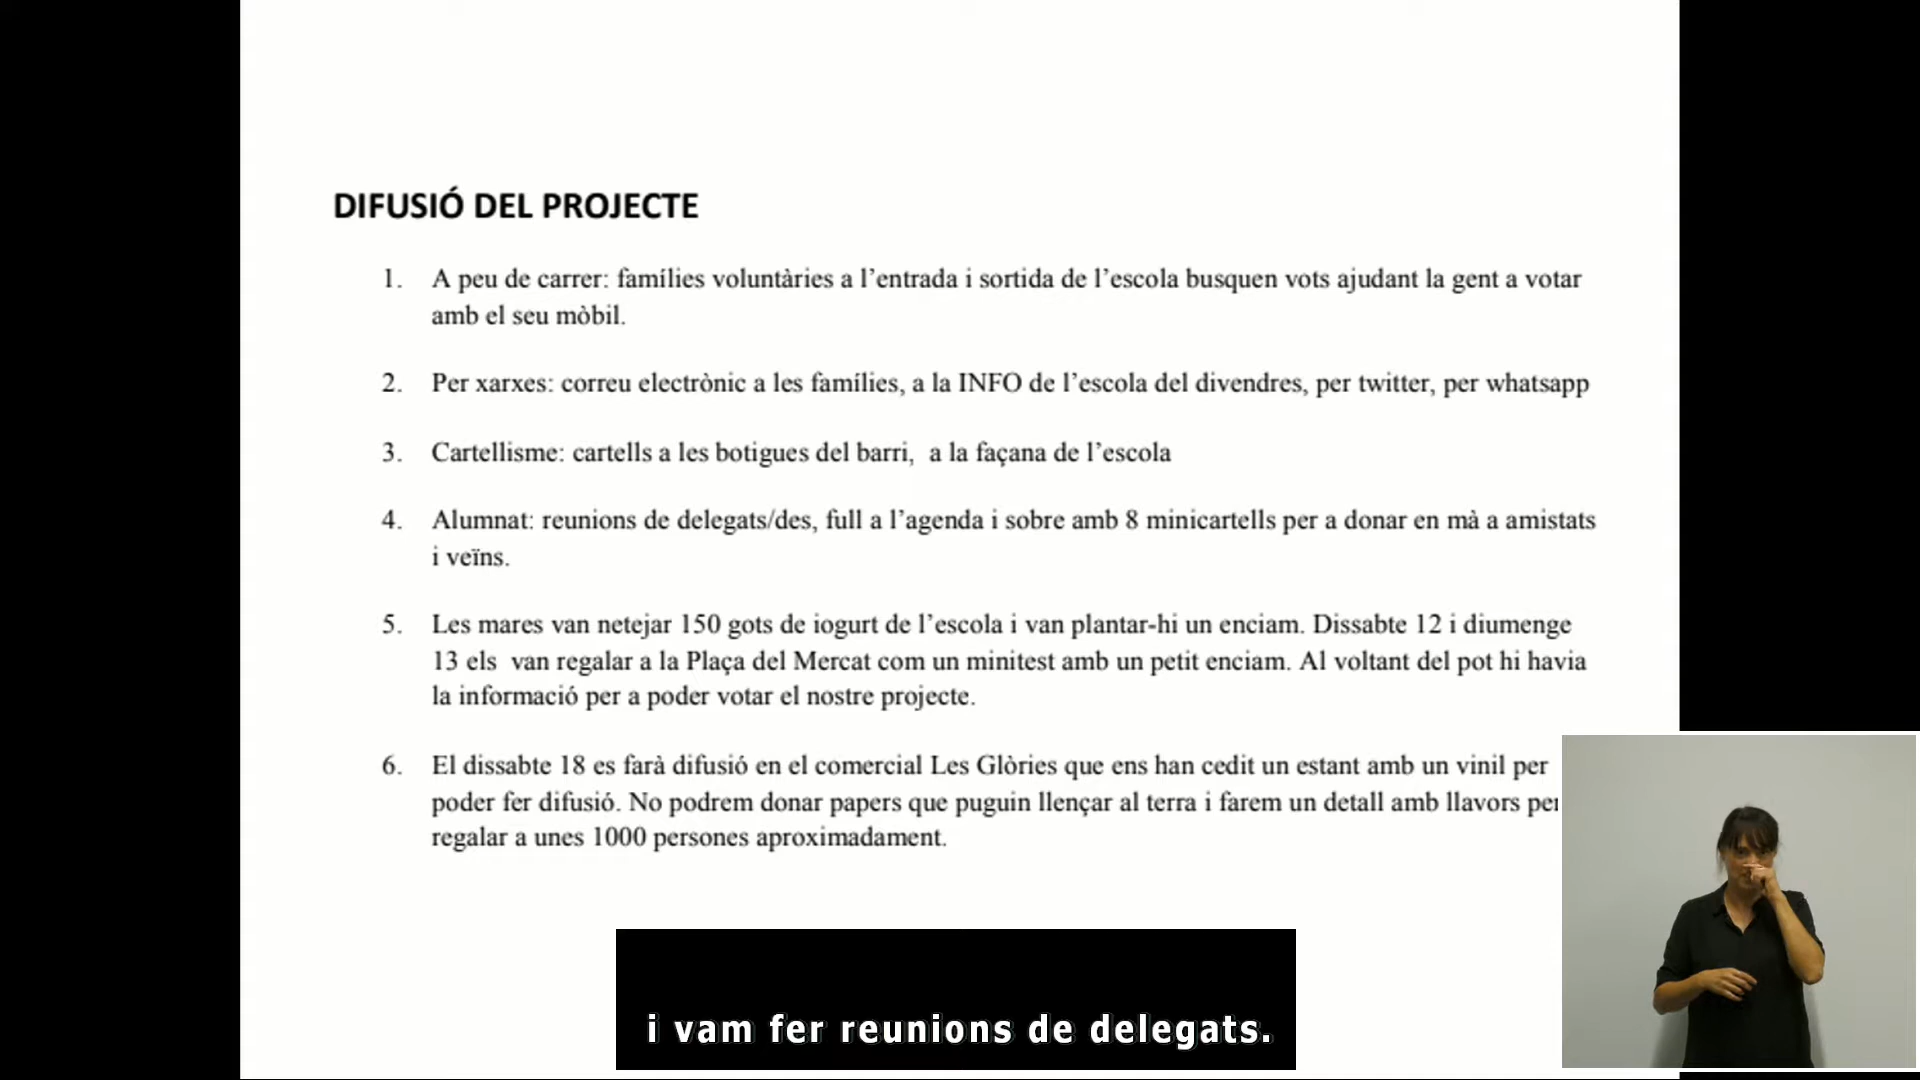 DIFUSIÓ DEL PROJECTE
1. A peu de carrer: famílies voluntàries a l’entrada i sortida de l’escola busquen vots ajudant la gent a votar
amb el seu mòbil.
2. Per xarxes: correu electrònic a les famílies, a la INFO de l’escola del divendres, per twitter, per whatsapp
3. Cartellisme: cartells a les botigues del barri, a la façana de l’escola
4. Alumnat: reunions de delegats/des, full a l’agenda i sobre amb 8 minicartells per a donar en mà a amistats
i veïns.
5. Les mares van netejar 150 gots de iogurt de l’escola i van plantar-hi un enciam. Dissabte 12 i diumenge
13 els van regalar a la Plaça del Mercat com un minitest amb un petit enciam. Al voltant del pot hi havia
la informació per a poder votar el nostre projecte.
6. El dissabte 18 es farà difusió en el comercial Les Glòries que ens han cedit un estant amb un vinil per
poder fer difusió. No podrem donar papers que puguin llençar al terra i farem un detall amb llavors per
regalar a unes 1000 persones aproximadament.
i vam fer reunions de delegats.